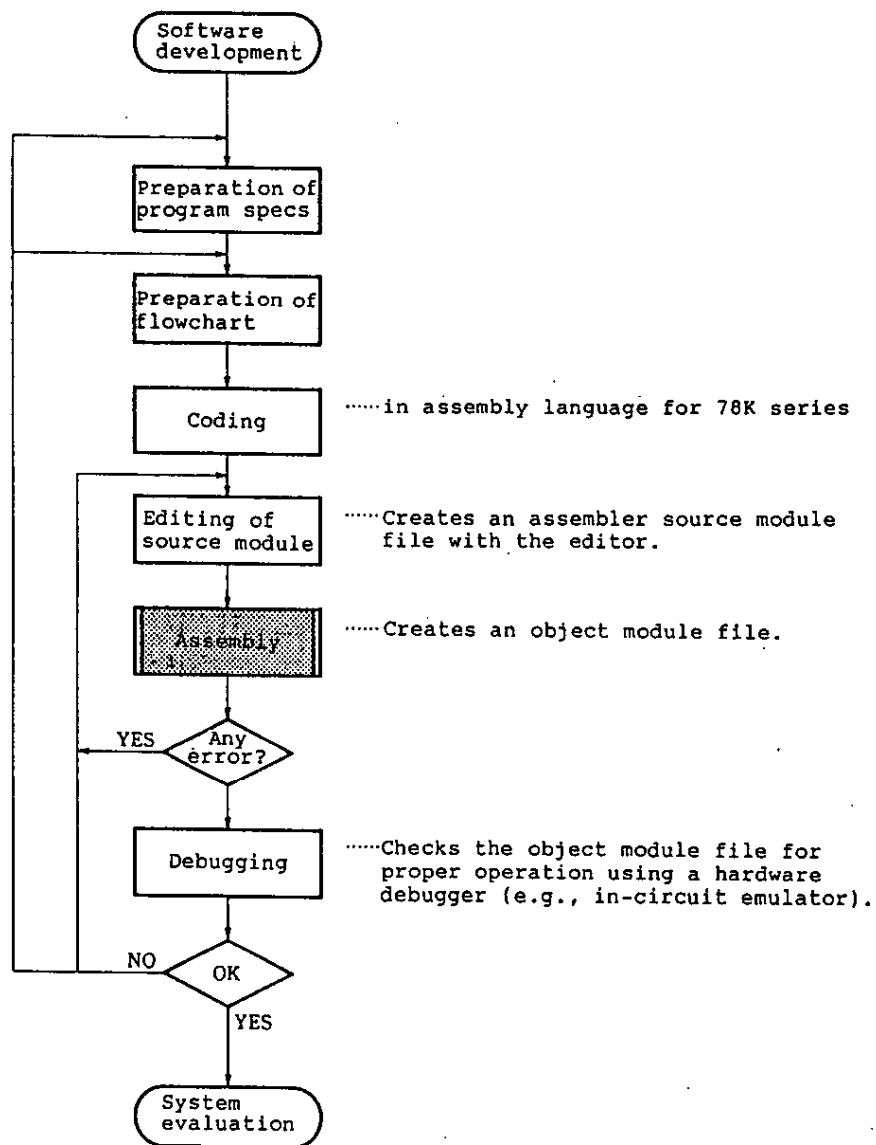 Software
development
Preparation of
program specs
Preparation of
flowchart
Coding
······in assembly language for 78K series
Editing of
source module
······Creates an assembler source module
file with the editor.
Assembly
······Creates an object module file.
YES
Any
error?
Debugging
······Checks the object module file for
proper operation using a hardware
debugger (e.g., in-circuit emulator).
NO
OK
YES
System
evaluation